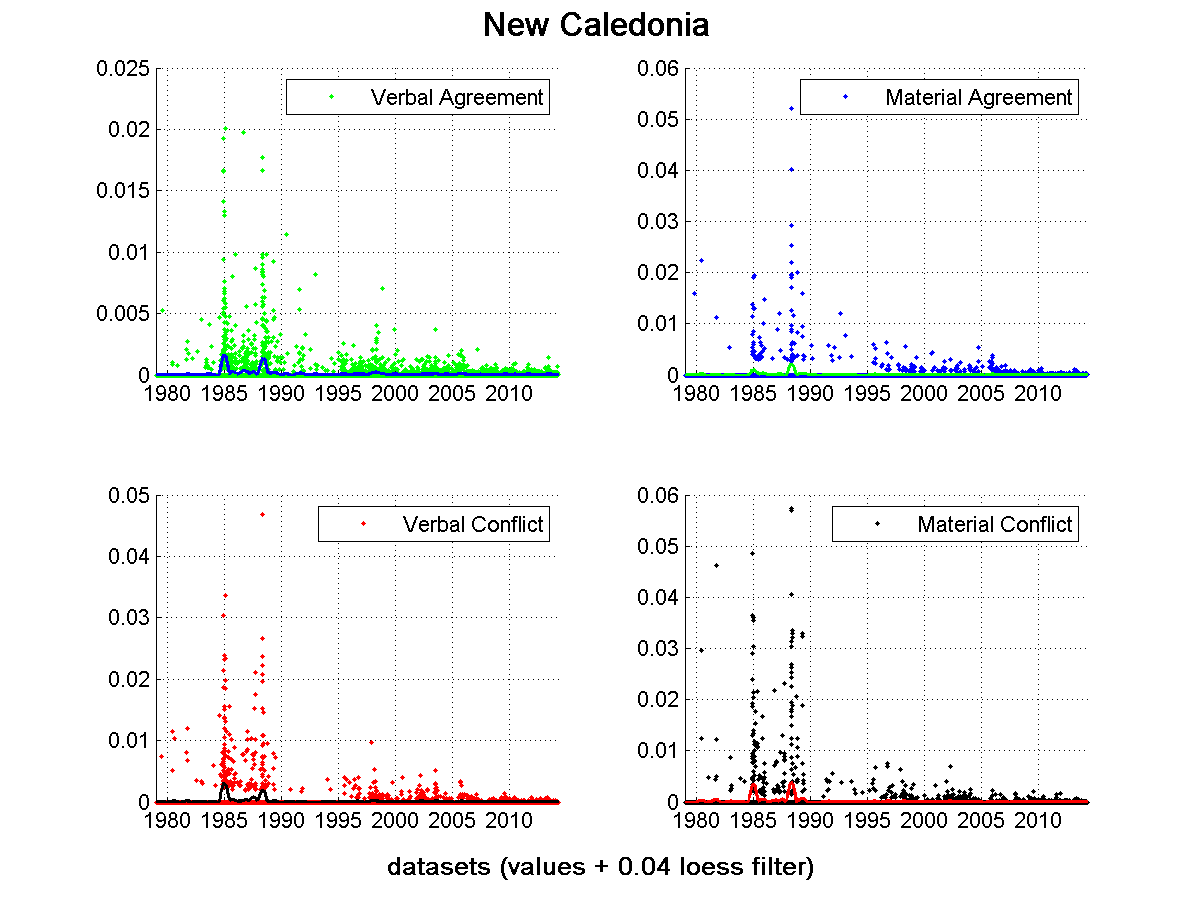 New Caledonia
0.025
0.02
0.015
0.01
0.005
0
1980 1985 1990 1995 2000 2005 2010
Verbal Agreement
0.06
0.05
0.04
0.03
0.02
0.01
0
1980 1985 1990 1995 2000 2005 2010
Material Agreement
0.05
0.04
0.03
0.02
0.01
0
1980 1985 1990 1995 2000 2005 2010
Verbal Conflict
0.06
0.05
0.04
0.03
0.02
0.01
0
1980 1985 1990 1995 2000 2005 2010
Material Conflict
datasets (values + 0.04 loess filter)